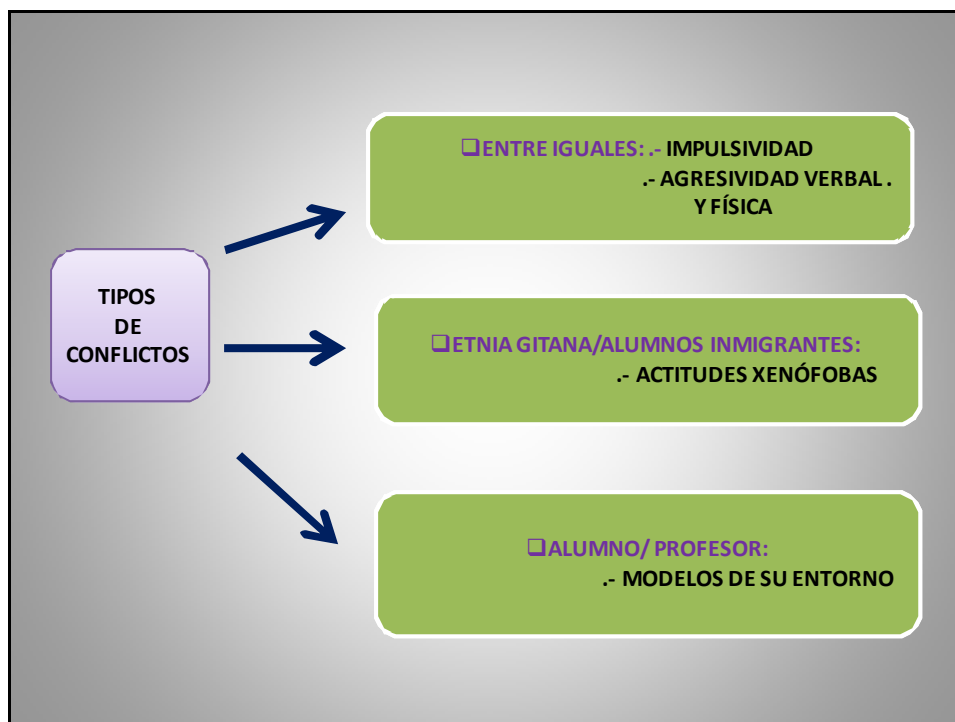 TIPOS
DE
CONFLICTOS
❑ENTRE IGUALES: .- IMPULSIVIDAD
.- AGRESIVIDAD VERBAL .
Y FÍSICA
❑ETNIA GITANA/ALUMNOS INMIGRANTES:
.- ACTITUDES XENÓFOBAS
❑ALUMNO/ PROFESOR:
.- MODELOS DE SU ENTORNO